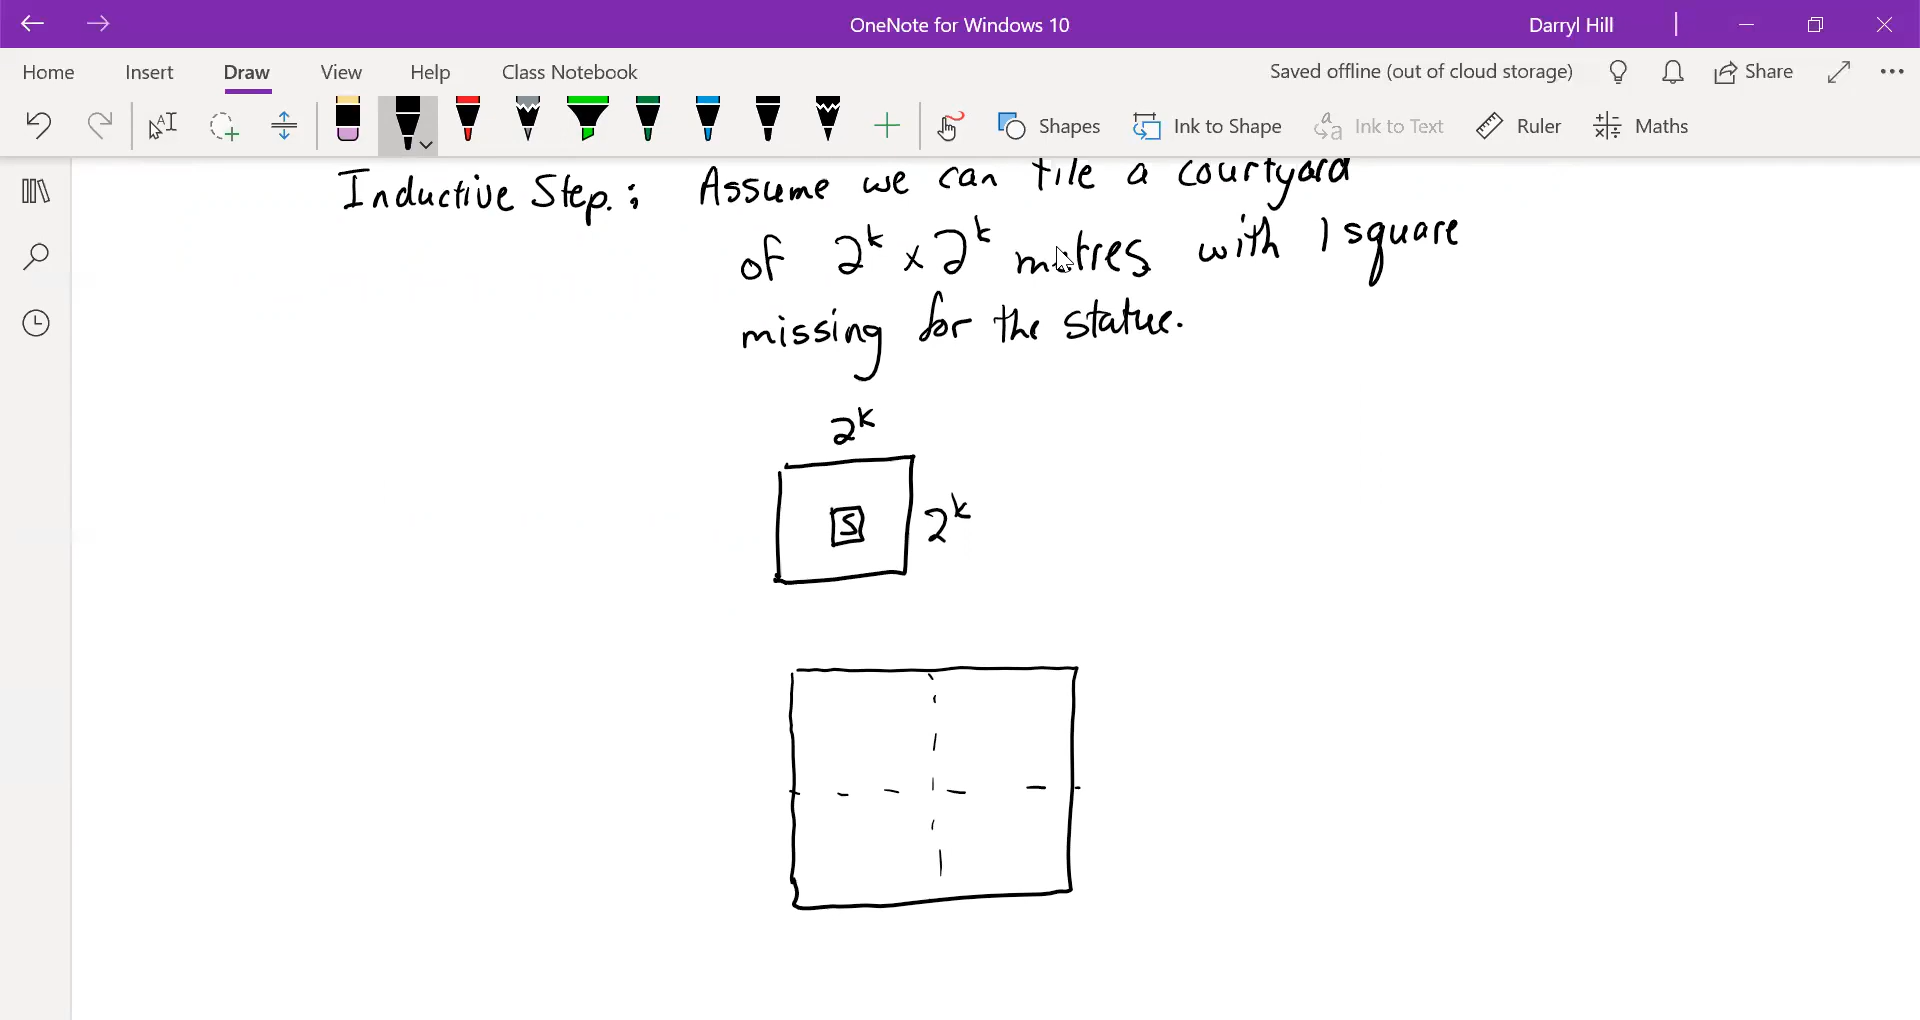 OneNote for Windows 10
Darryl Hill
Home Insert Draw View Help Class Notebook
Saved offline (out of cloud storage)
Share
Shapes
Ink to Shape
Ink to Text
Ruler
Maths
Inductive Step. : Assume we can tile a courtyard
of 2^k x 2^k metres with 1 square
missing for the statue.
2^k
S
2^k